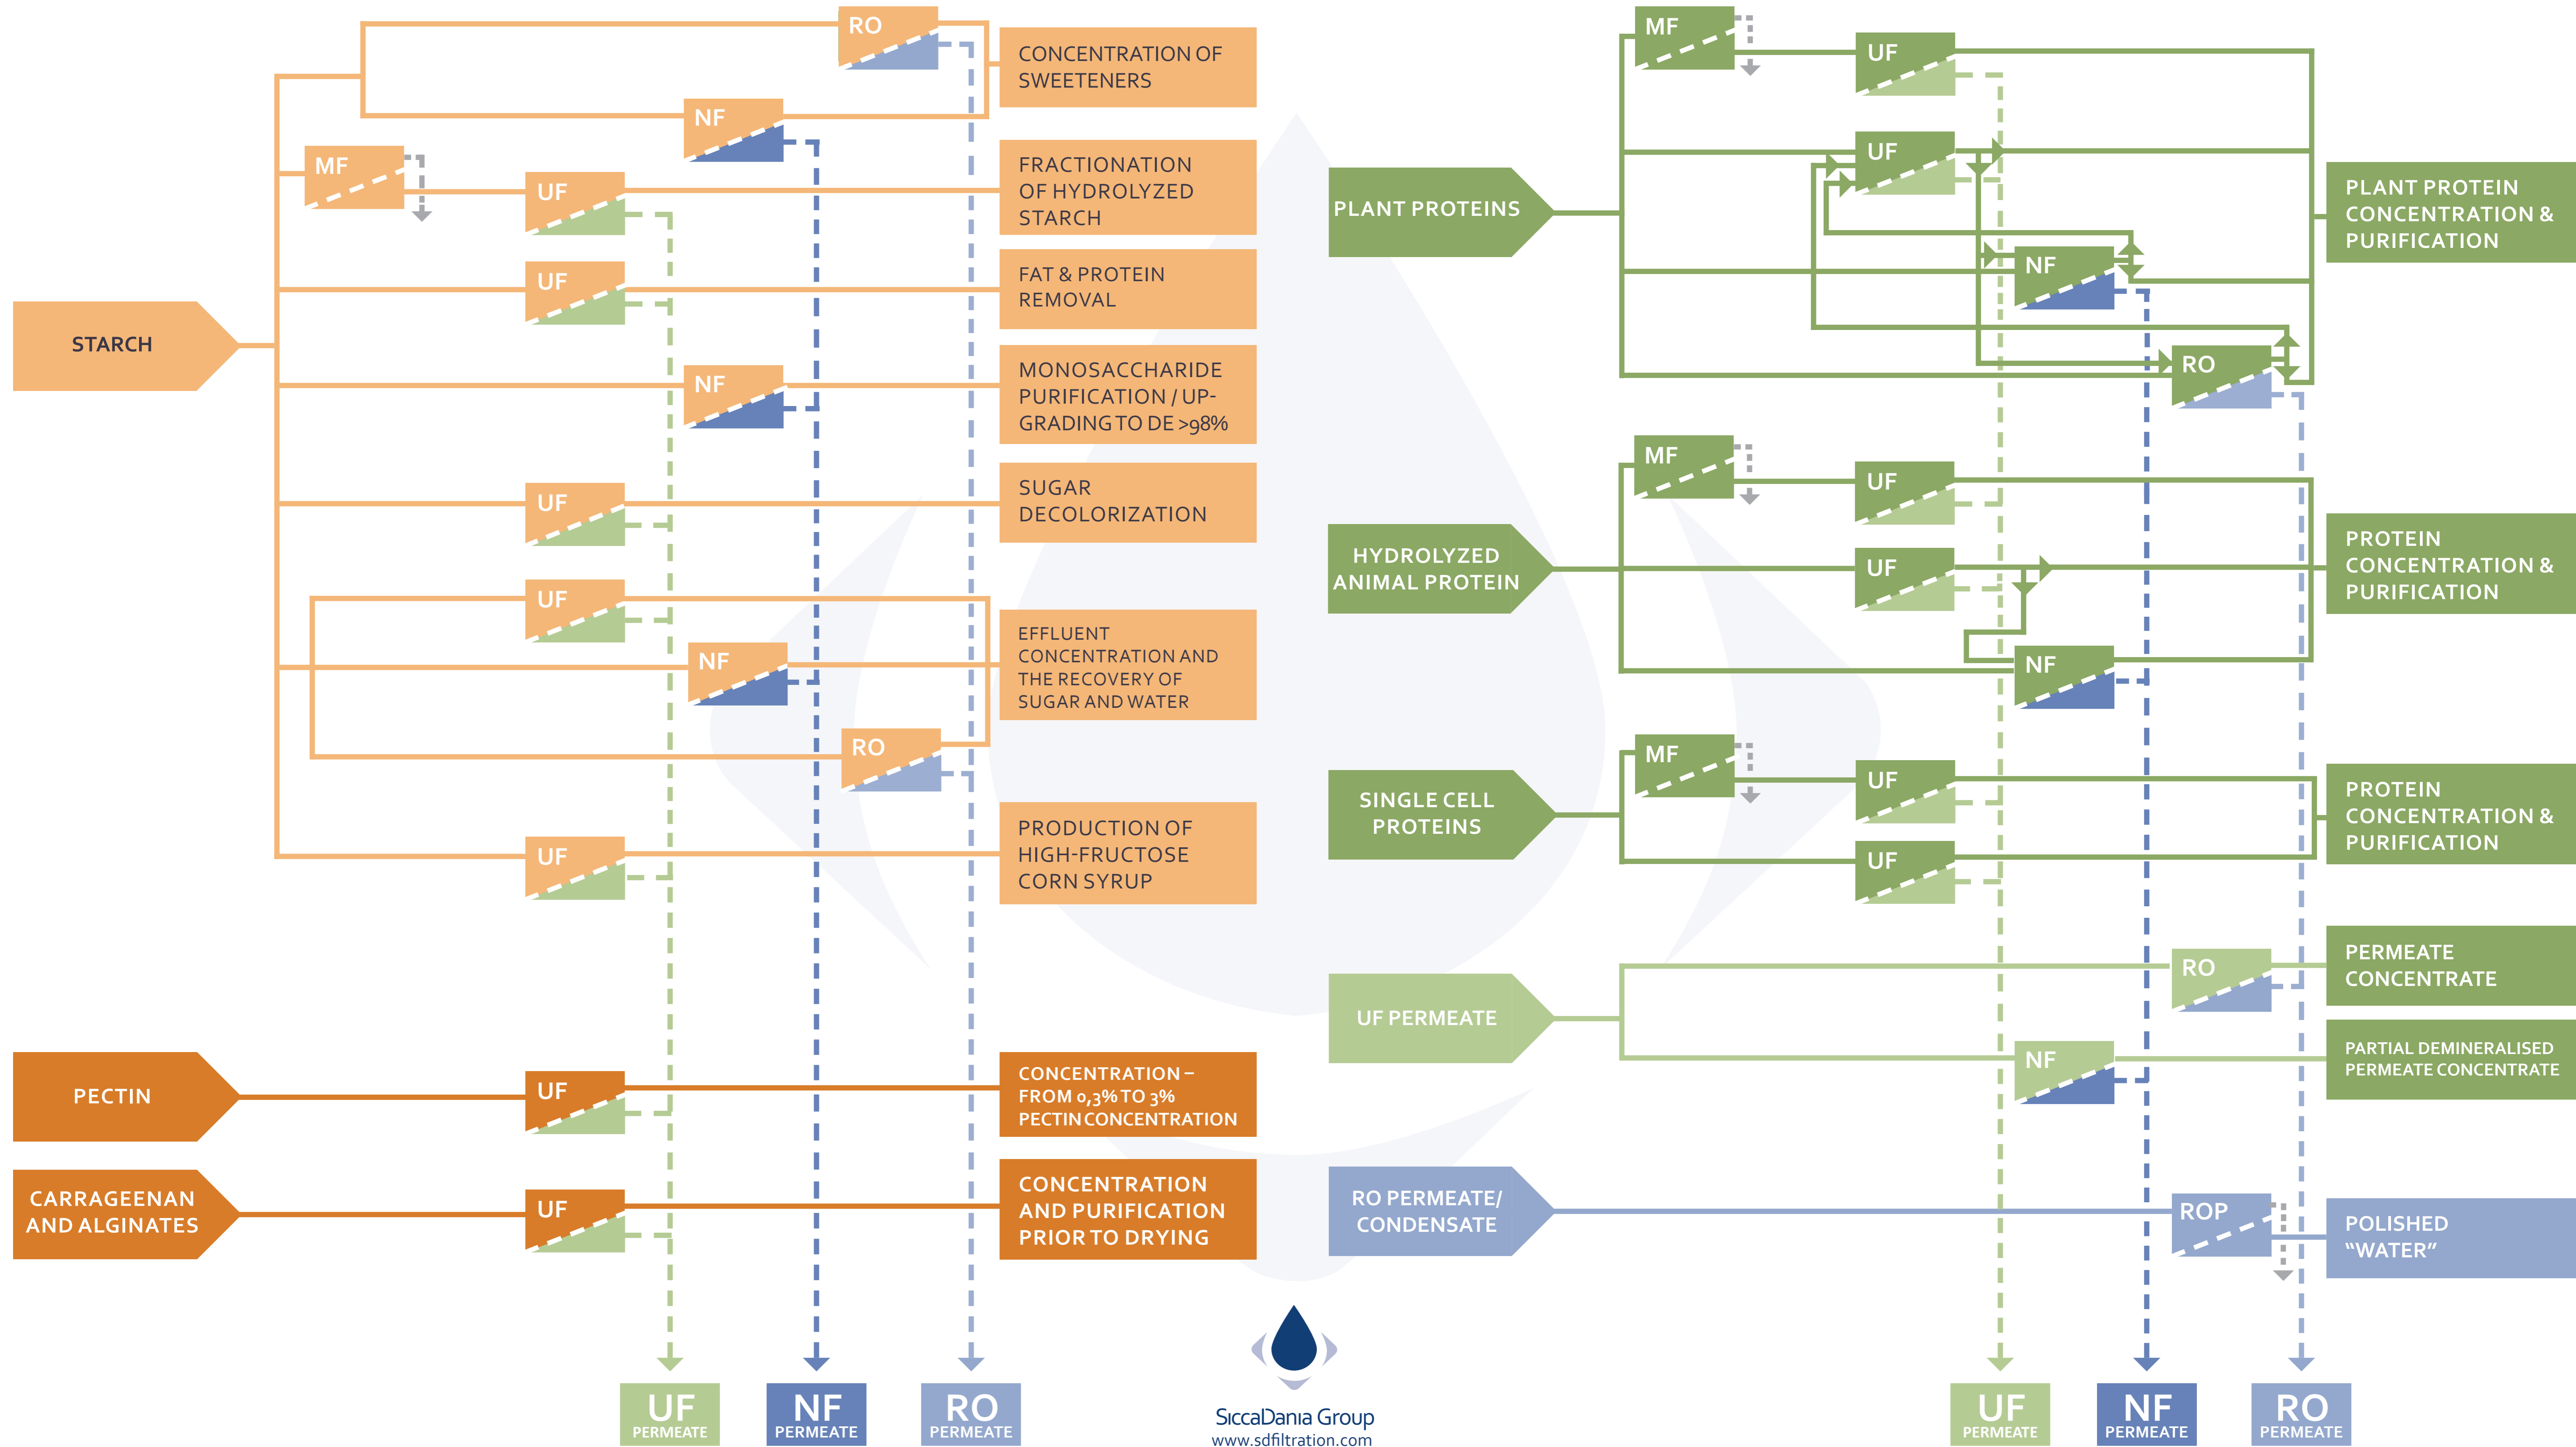 RO
CONCENTRATION OF
SWEETENERS
NF
MF
UF
FRACTIONATION
OF HYDROLYZED
STARCH
UF
FAT & PROTEIN
REMOVAL
STARCH
NF
MONOSACCHARIDE
PURIFICATION / UP-
GRADING TO DE >98%
UF
SUGAR
DECOLORIZATION
UF
NF
EFFLUENT
CONCENTRATION AND
THE RECOVERY OF
SUGAR AND WATER
RO
UF
PRODUCTION OF
HIGH-FRUCTOSE
CORN SYRUP
PECTIN
UF
CONCENTRATION –
FROM 0,3% TO 3%
PECTIN CONCENTRATION
CARRAGEENAN
AND ALGINATES
UF
CONCENTRATION
AND PURIFICATION
PRIOR TO DRYING
UF
PERMEATE
NF
PERMEATE
RO
PERMEATE
SiccaDania Group
www.sdfiltration.com
MF
UF
UF
PLANT PROTEINS
NF
RO
PLANT PROTEIN
CONCENTRATION &
PURIFICATION
MF
UF
HYDROLYZED
ANIMAL PROTEIN
UF
NF
PROTEIN
CONCENTRATION &
PURIFICATION
MF
UF
SINGLE CELL
PROTEINS
UF
PROTEIN
CONCENTRATION &
PURIFICATION
UF PERMEATE
RO
PERMEATE
CONCENTRATE
NF
PARTIAL DEMINERALISED
PERMEATE CONCENTRATE
RO PERMEATE/
CONDENSATE
ROP
POLISHED
“WATER”
UF
PERMEATE
NF
PERMEATE
RO
PERMEATE